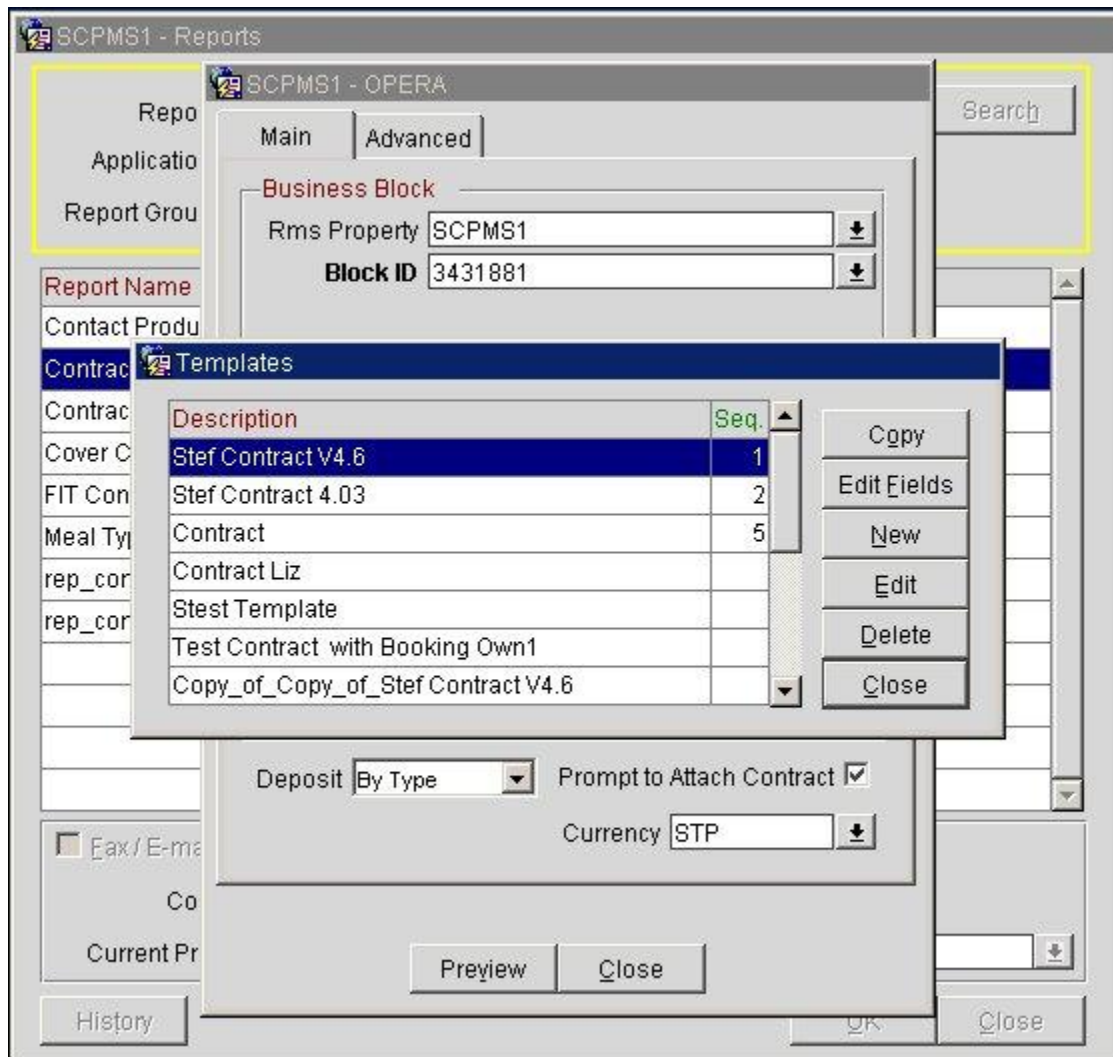 SCPMS1 - Reports
SCPMS1 - OPERA
Repo
Applicatio
Report Grou
Search
Main
Advanced
Business Block
Rms Property SCPMS1
Block ID 3431881
Report Name
Contact Produ
Contrac
Contrac
Cover C
FIT Con
Meal Ty
rep_cor
rep_cor
Templates
Description Seq.
Stef Contract V4.6 1
Stef Contract 4.03 2
Contract 5
Contract Liz
Stest Template
Test Contract with Booking Own1
Copy_of_Copy_of_Stef Contract V4.6
Copy
Edit Fields
New
Edit
Delete
Close
Deposit By Type Prompt to Attach Contract
Currency STP
Fax / E-ma
Co
Current Pr
Preview Close
History OK Close